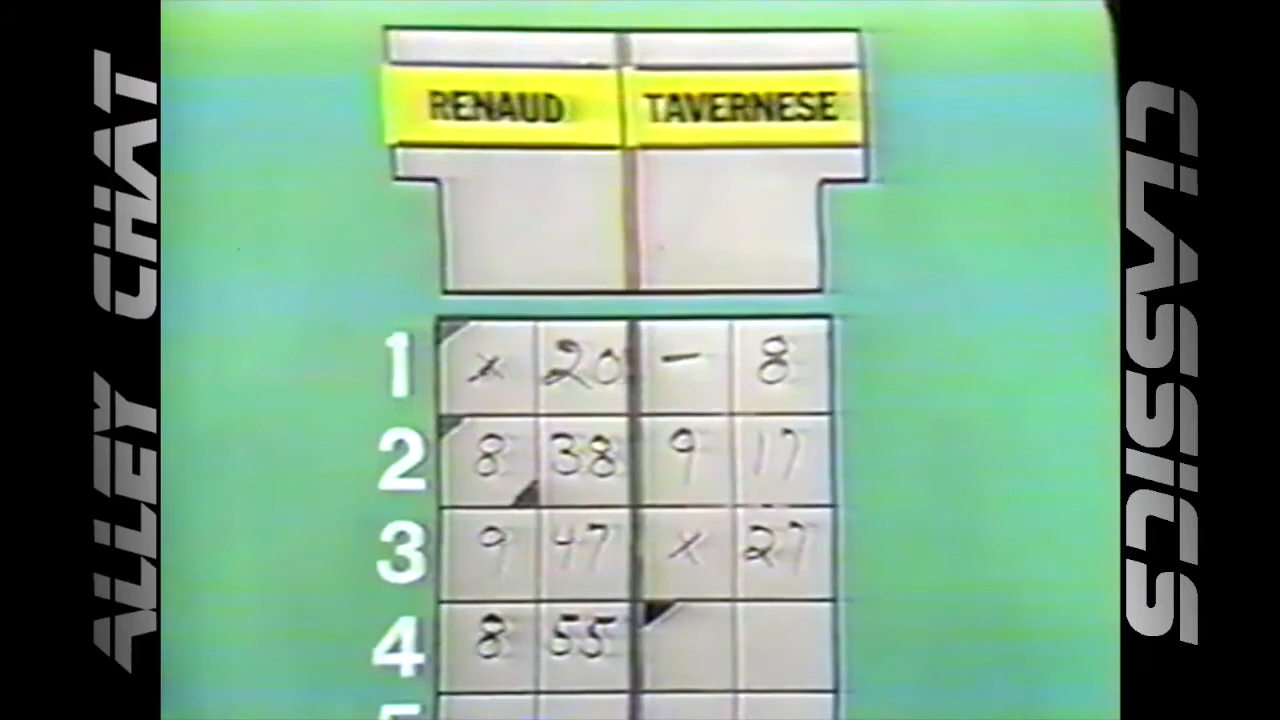 ALLEY CHAT
RENAUD TAVERNESE
1 x 20 - 8
2 8 38 9 17
3 9 47 x 27
4 8 55
CLASSICS